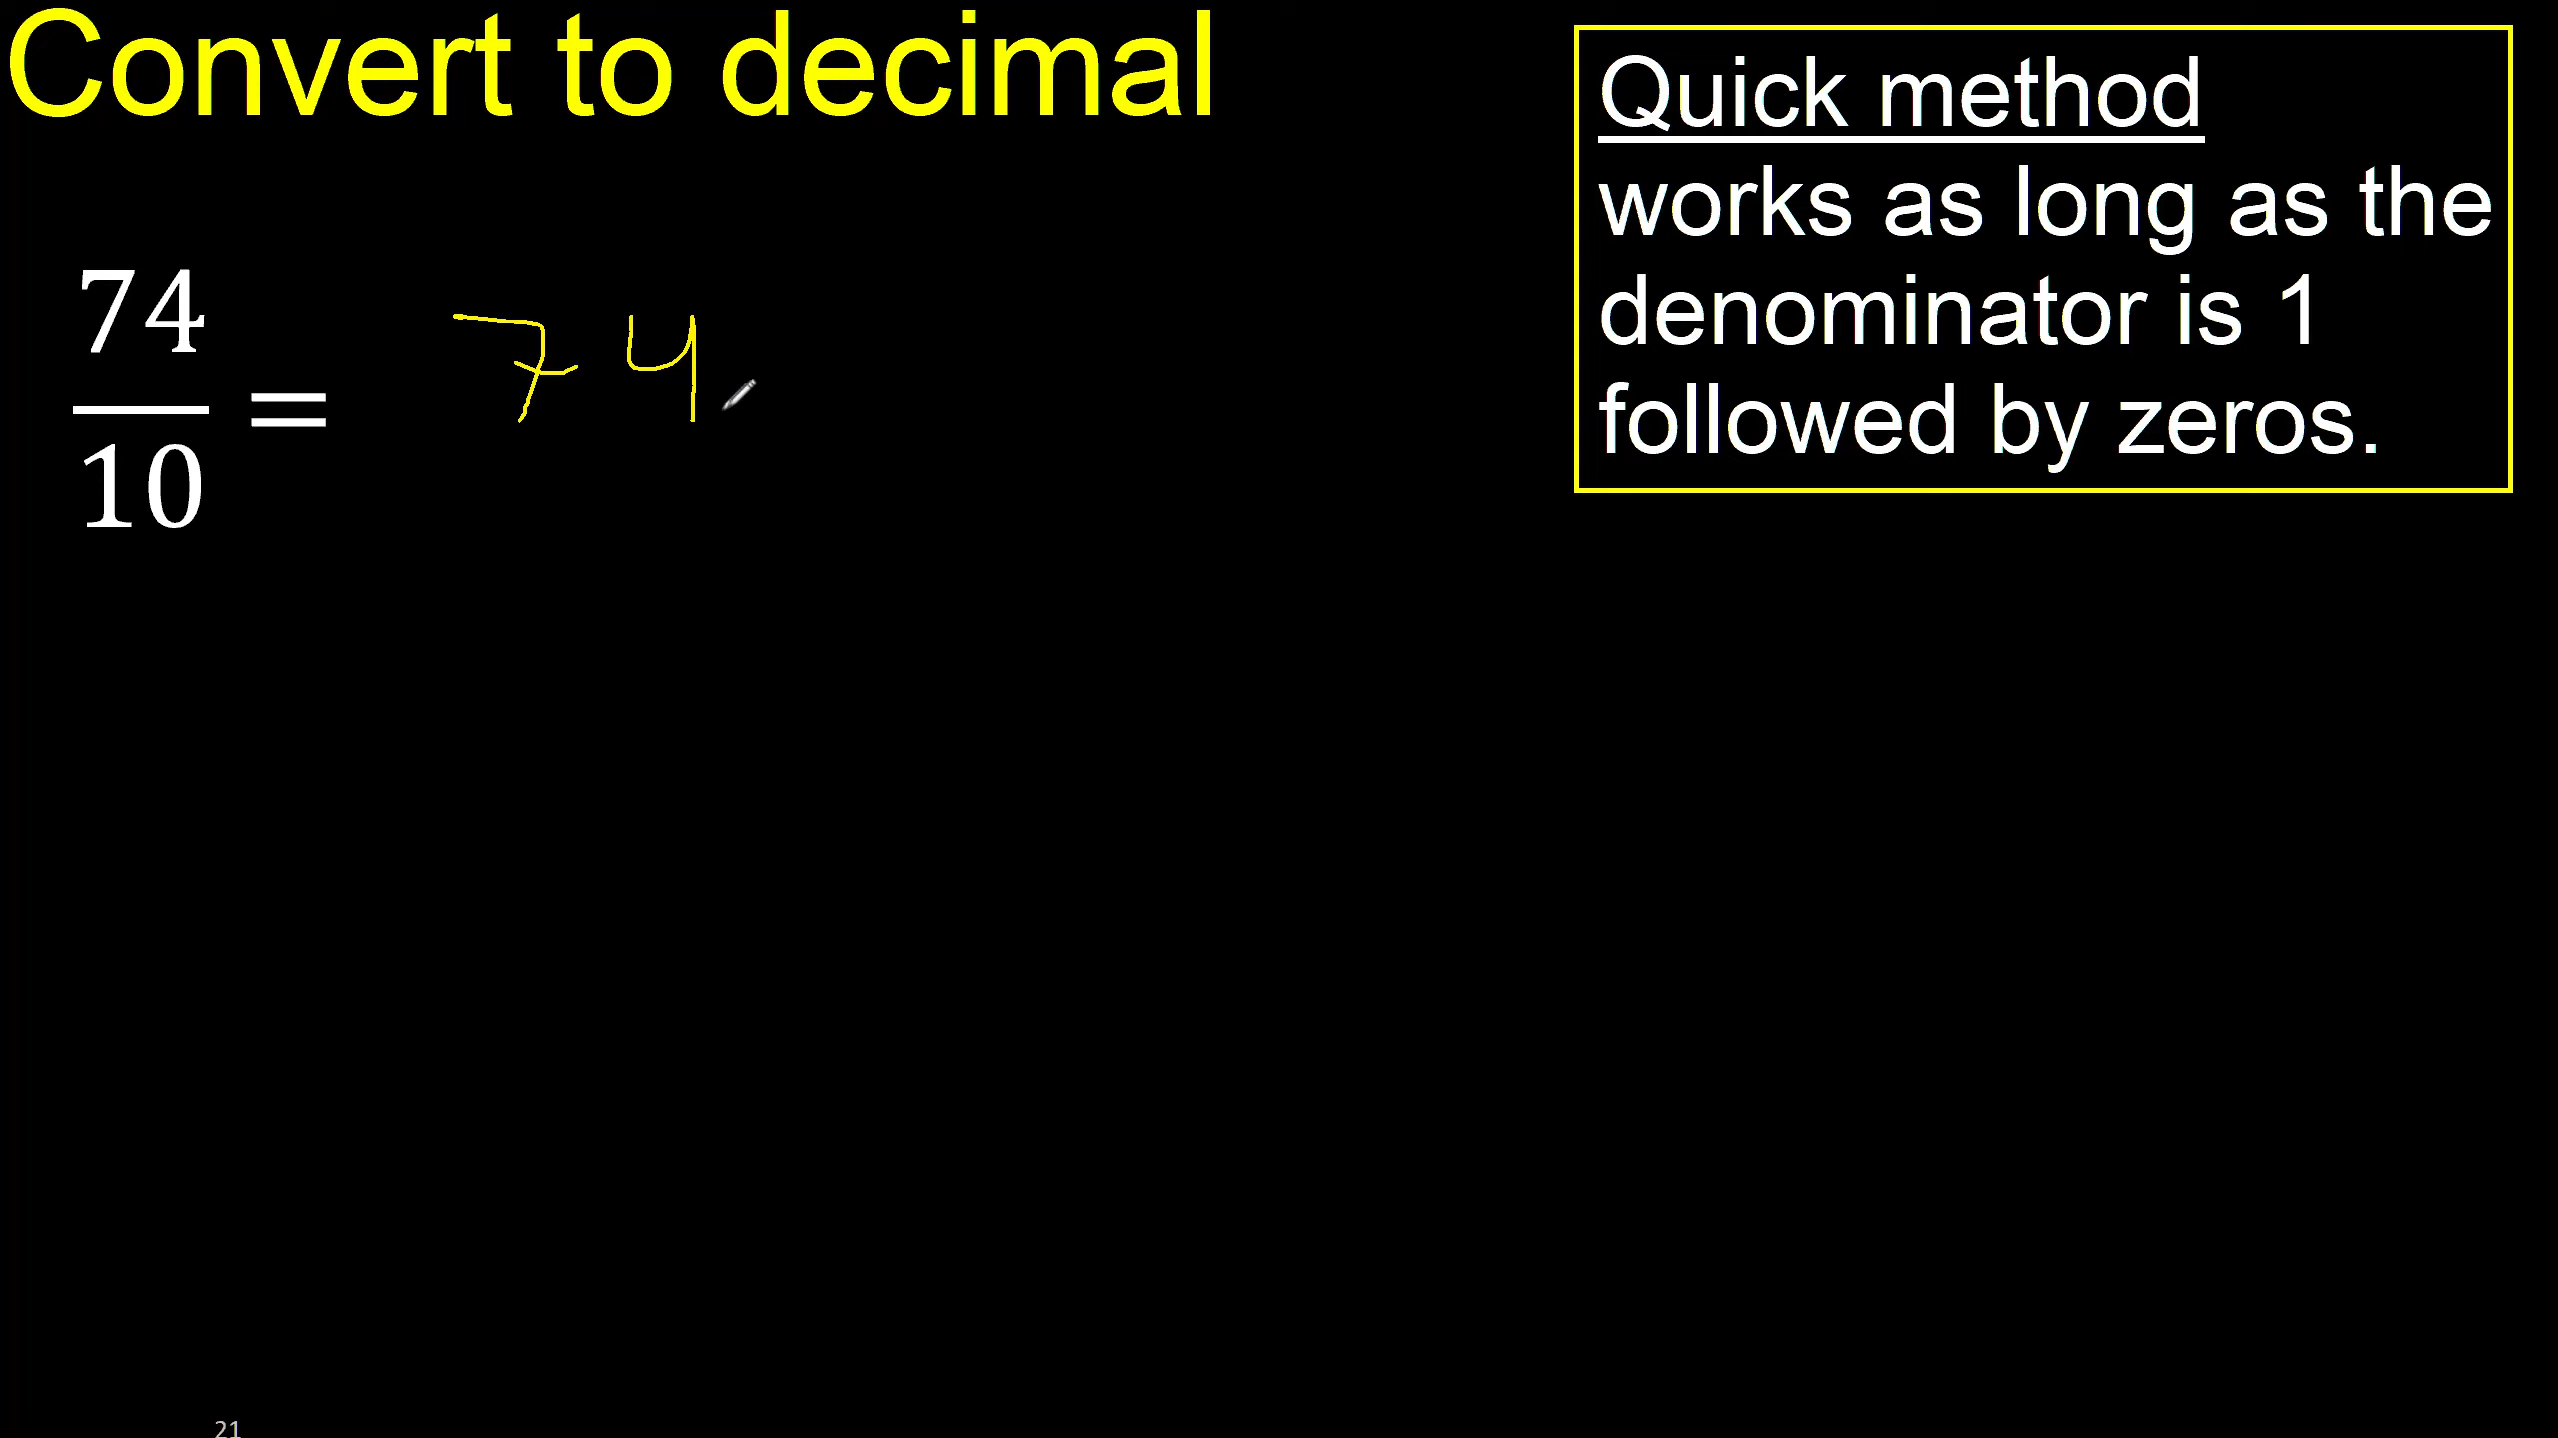 Convert to decimal
74
10
= 74
Quick method
works as long as the
denominator is 1
followed by zeros.
21